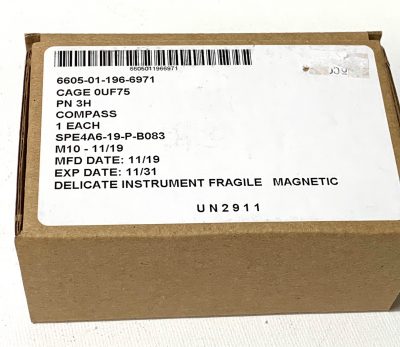 6605011966971
6605-01-196-6971
CAGE 0UF75
PN 3H
COMPASS
1 EACH
SPE4A6-19-P-B083
M10 - 11/19
MFD DATE: 11/19
EXP DATE: 11/31
DELICATE INSTRUMENT FRAGILE MAGNETIC
UN2911